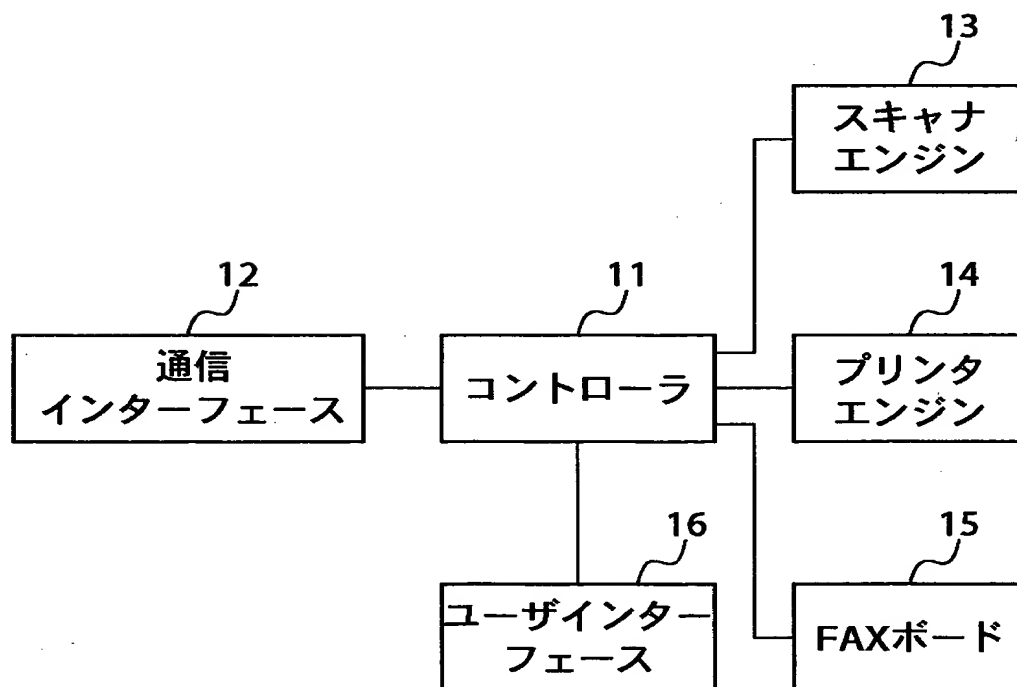 13
スキャナ
エンジン
12
通信
インターフェース
11
コントローラ
14
プリンタ
エンジン
16
ユーザインター
フェース
15
FAXボード